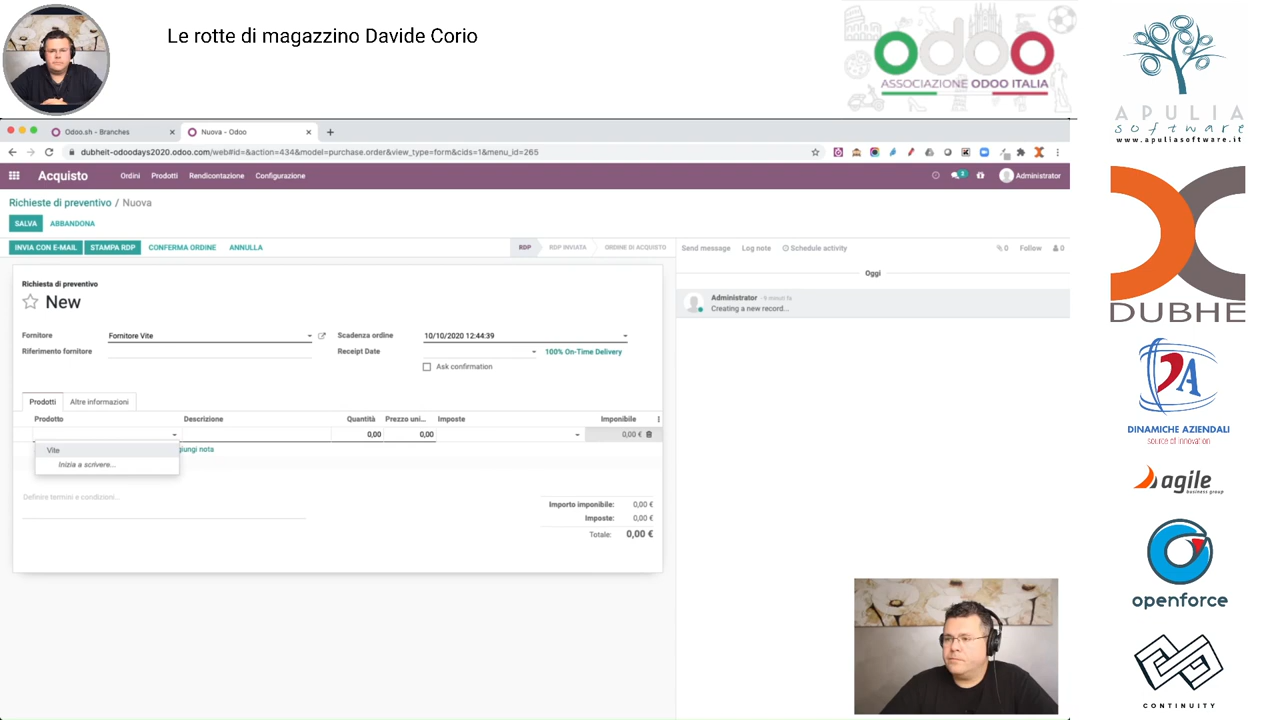 Le rotte di magazzino Davide Corio
odoo
ASSOCIAZIONE ODOO ITALIA
APULIA
software
www.apuliasoftware.it
Odoo.sh - Branches
Nuova - Odoo
dubheit-odoodays2020.odoo.com/web#id=&action=434&model=purchase.order&view_type=form&cids=1&menu_id=265
Acquisto Ordini Prodotti Rendicontazione Configurazione
Administrator
Richieste di preventivo / Nuova
SALVA ABBANDONA
INVIA CON E-MAIL STAMPA RDP CONFERMA ORDINE ANNULLA RDP RDP INVIATA ORDINE DI ACQUISTO
Send message Log note Schedule activity 0 Follow 0
Oggi
Administrator - 9 minuti fa
Creating a new record...
Richiesta di preventivo
New
Fornitore Fornitore Vite Scadenza ordine 10/10/2020 12:44:39
Riferimento fornitore Receipt Date 100% On-Time Delivery
Ask confirmation
Prodotti Altre informazioni
Prodotto Descrizione Quantità Prezzo uni... Imposte Imponibile
0,00 0,00 0,00 €
Vite
giungi nota
Inizia a scrivere...
Definire termini e condizioni...
Importo imponibile: 0,00 €
Imposte: 0,00 €
Totale: 0,00 €
DUBHE
DINAMICHE AZIENDALI
source of innovation
agile
business group
openforce
CONTINUITY